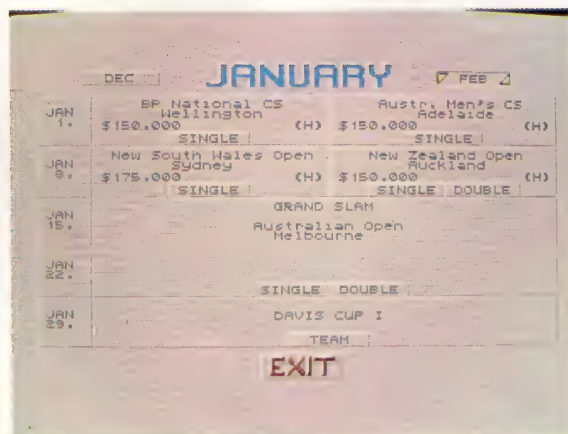 DEC JANUARY FEB
JAN 1.
BP National CS
Wellington
$150.000 (H)
SINGLE
Austr. Men's CS
Adelaide
$150.000 (H)
SINGLE
JAN 8.
New South Wales Open
Sydney
$175.000 (H)
SINGLE
New Zealand Open
Auckland
$150.000 (H)
SINGLE DOUBLE
JAN 15.
GRAND SLAM
Australian Open
Melbourne
JAN 22.
SINGLE DOUBLE
JAN 29.
DAVIS CUP I
TEAM
EXIT